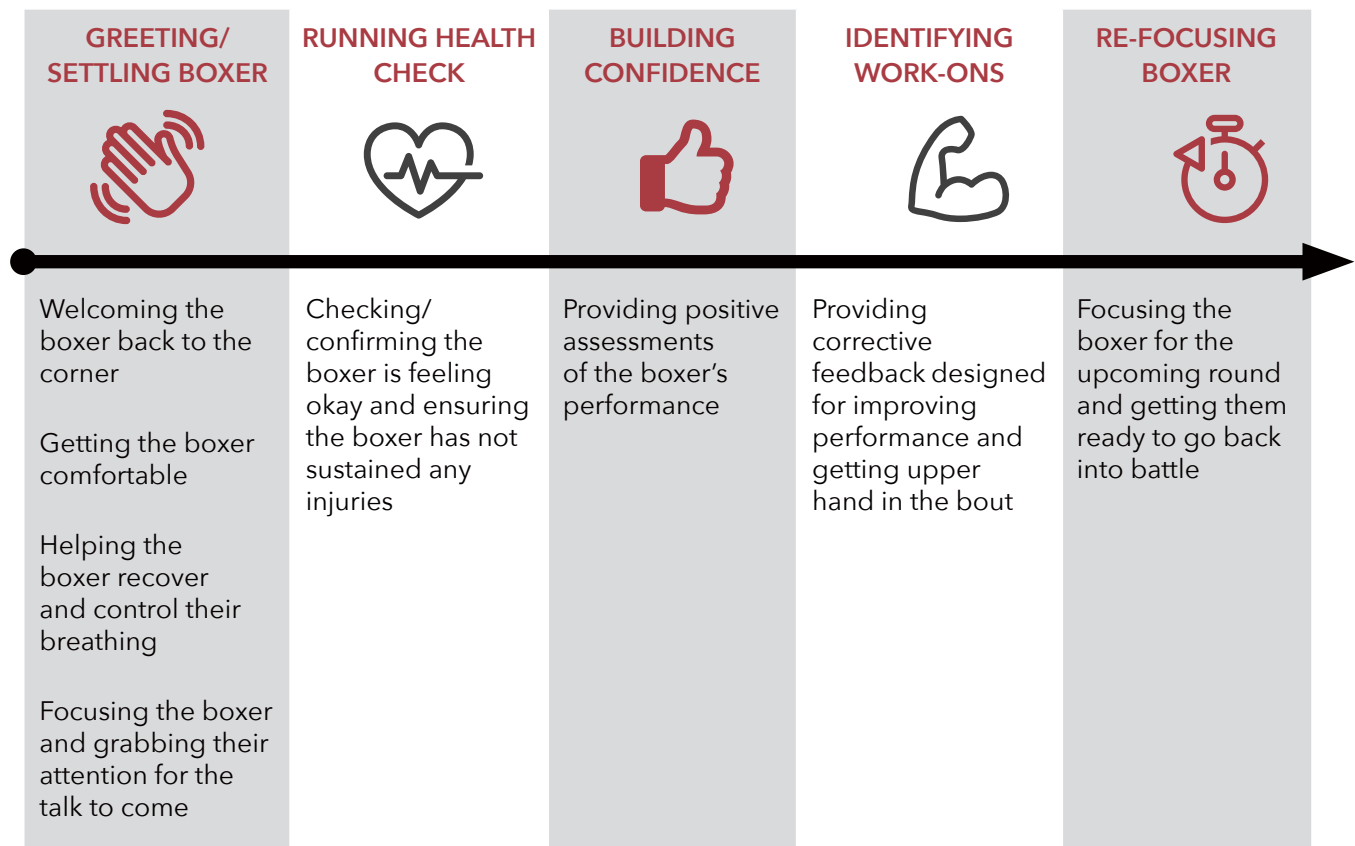 GREETING/
SETTLING BOXER
RUNNING HEALTH
CHECK
BUILDING
CONFIDENCE
IDENTIFYING
WORK-ONS
RE-FOCUSING
BOXER
Welcoming the
boxer back to the
corner
Getting the boxer
comfortable
Helping the
boxer recover
and control their
breathing
Focusing the boxer
and grabbing their
attention for the
talk to come
Checking/
confirming the
boxer is feeling
okay and ensuring
the boxer has not
sustained any
injuries
Providing positive
assessments
of the boxer’s
performance
Providing
corrective
feedback designed
for improving
performance and
getting upper
hand in the bout
Focusing the
boxer for the
upcoming round
and getting them
ready to go back
into battle